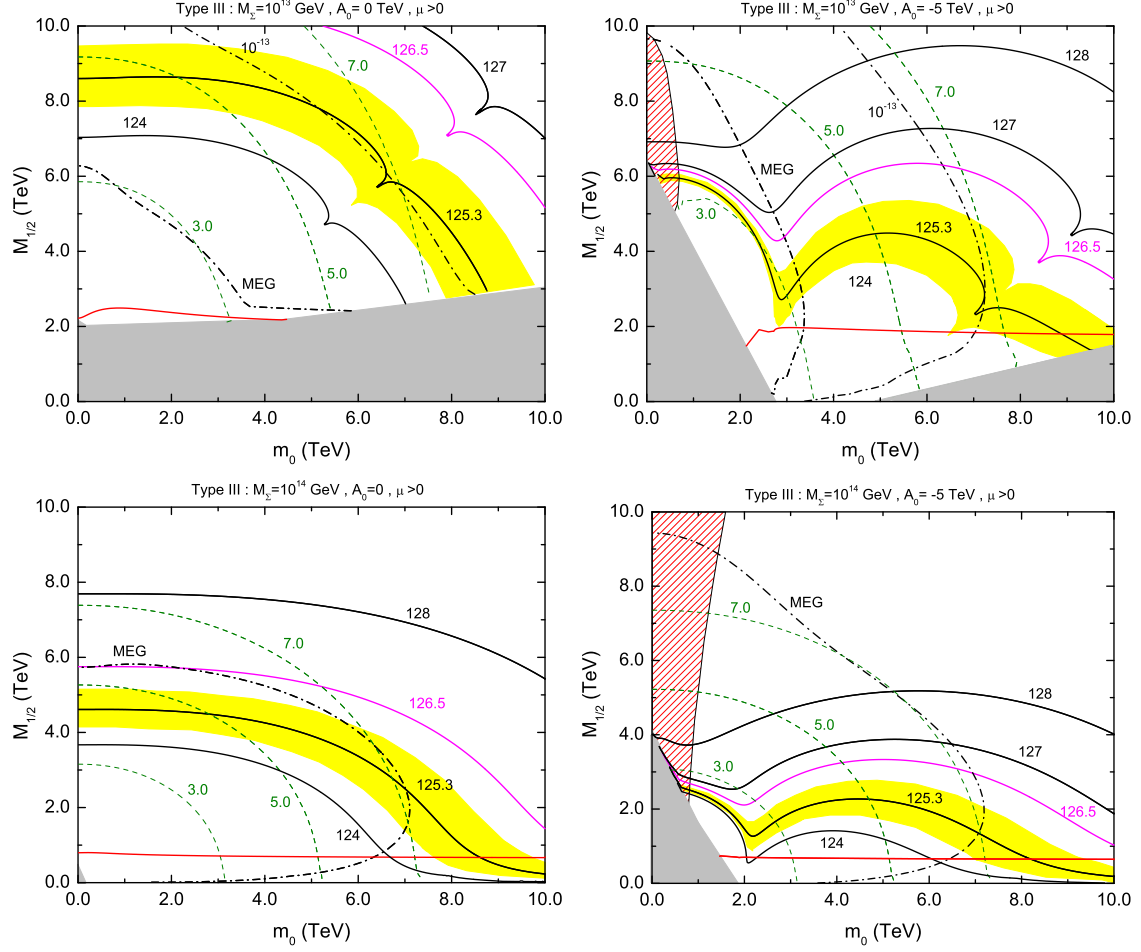 Type III : M_Σ=10^13 GeV , A_0= 0 TeV , μ >0
10.0
8.0
6.0
4.0
2.0
0.0
M_1/2 (TeV)
10^-13
7.0
126.5
127
124
3.0
5.0
MEG
125.3
0.0 2.0 4.0 6.0 8.0 10.0
m_0 (TeV)
Type III : M_Σ=10^13 GeV , A_0= -5 TeV, μ>0
10.0
8.0
6.0
4.0
2.0
0.0
M_1/2 (TeV)
128
7.0
10^-13
5.0
127
MEG
3.0
125.3
126.5
124
0.0 2.0 4.0 6.0 8.0 10.0
m_0 (TeV)
Type III : M_Σ=10^14 GeV , A_0=0 , μ>0
10.0
8.0
6.0
4.0
2.0
0.0
M_1/2 (TeV)
128
7.0
MEG
126.5
125.3
3.0
5.0
124
0.0 2.0 4.0 6.0 8.0 10.0
m_0 (TeV)
Type III : M_Σ=10^14 GeV , A_0= -5 TeV , μ>0
10.0
8.0
6.0
4.0
2.0
0.0
M_1/2 (TeV)
MEG
7.0
128
5.0
127
3.0
126.5
125.3
124
0.0 2.0 4.0 6.0 8.0 10.0
m_0 (TeV)